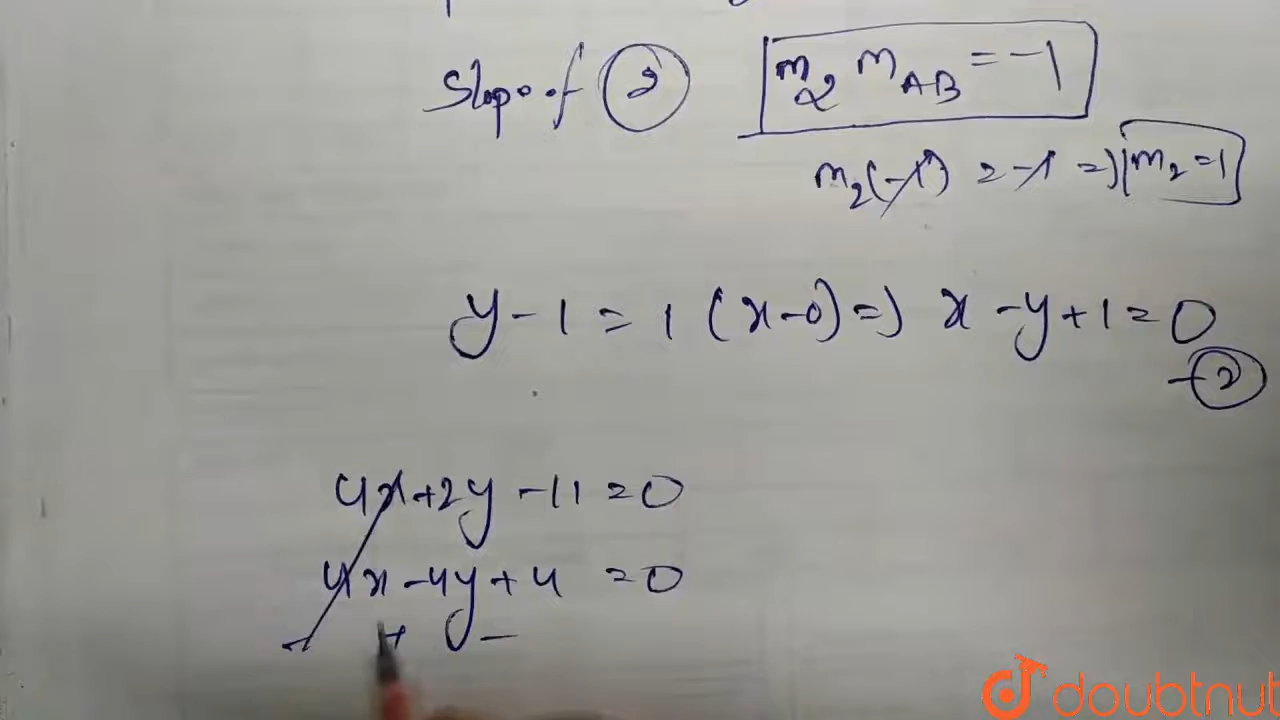 Slope of (2) m₂ m_AB = -1
m₂(-1) = -1 => m₂ = 1
y - 1 = 1 (x - 0) => x - y + 1 = 0
- (2)
4x + 2y - 11 = 0
4x - 4y + 4 = 0
- + -
doubtnut